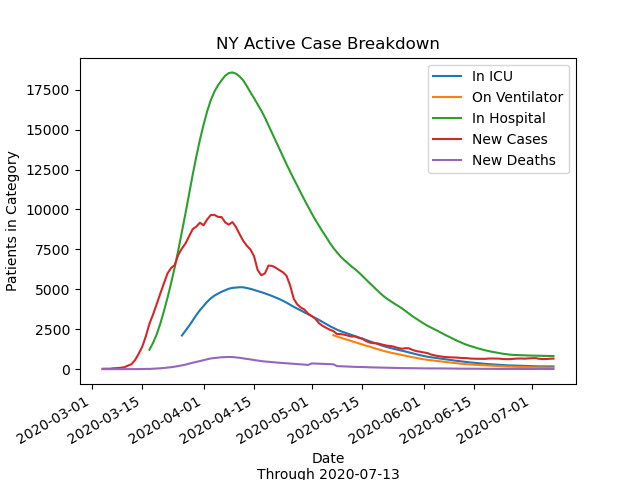 NY Active Case Breakdown
In ICU
On Ventilator
In Hospital
New Cases
New Deaths
Patients in Category
17500
15000
12500
10000
7500
5000
2500
0
2020-03-01
2020-03-15
2020-04-01
2020-04-15
2020-05-01
2020-05-15
2020-06-01
2020-06-15
2020-07-01
Date
Through 2020-07-13